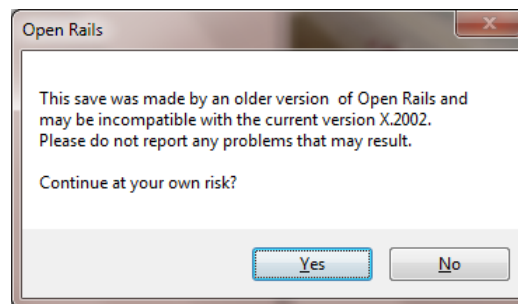 Open Rails
This save was made by an older version of Open Rails and
may be incompatible with the current version X.2002.
Please do not report any problems that may result.
Continue at your own risk?
Yes
No